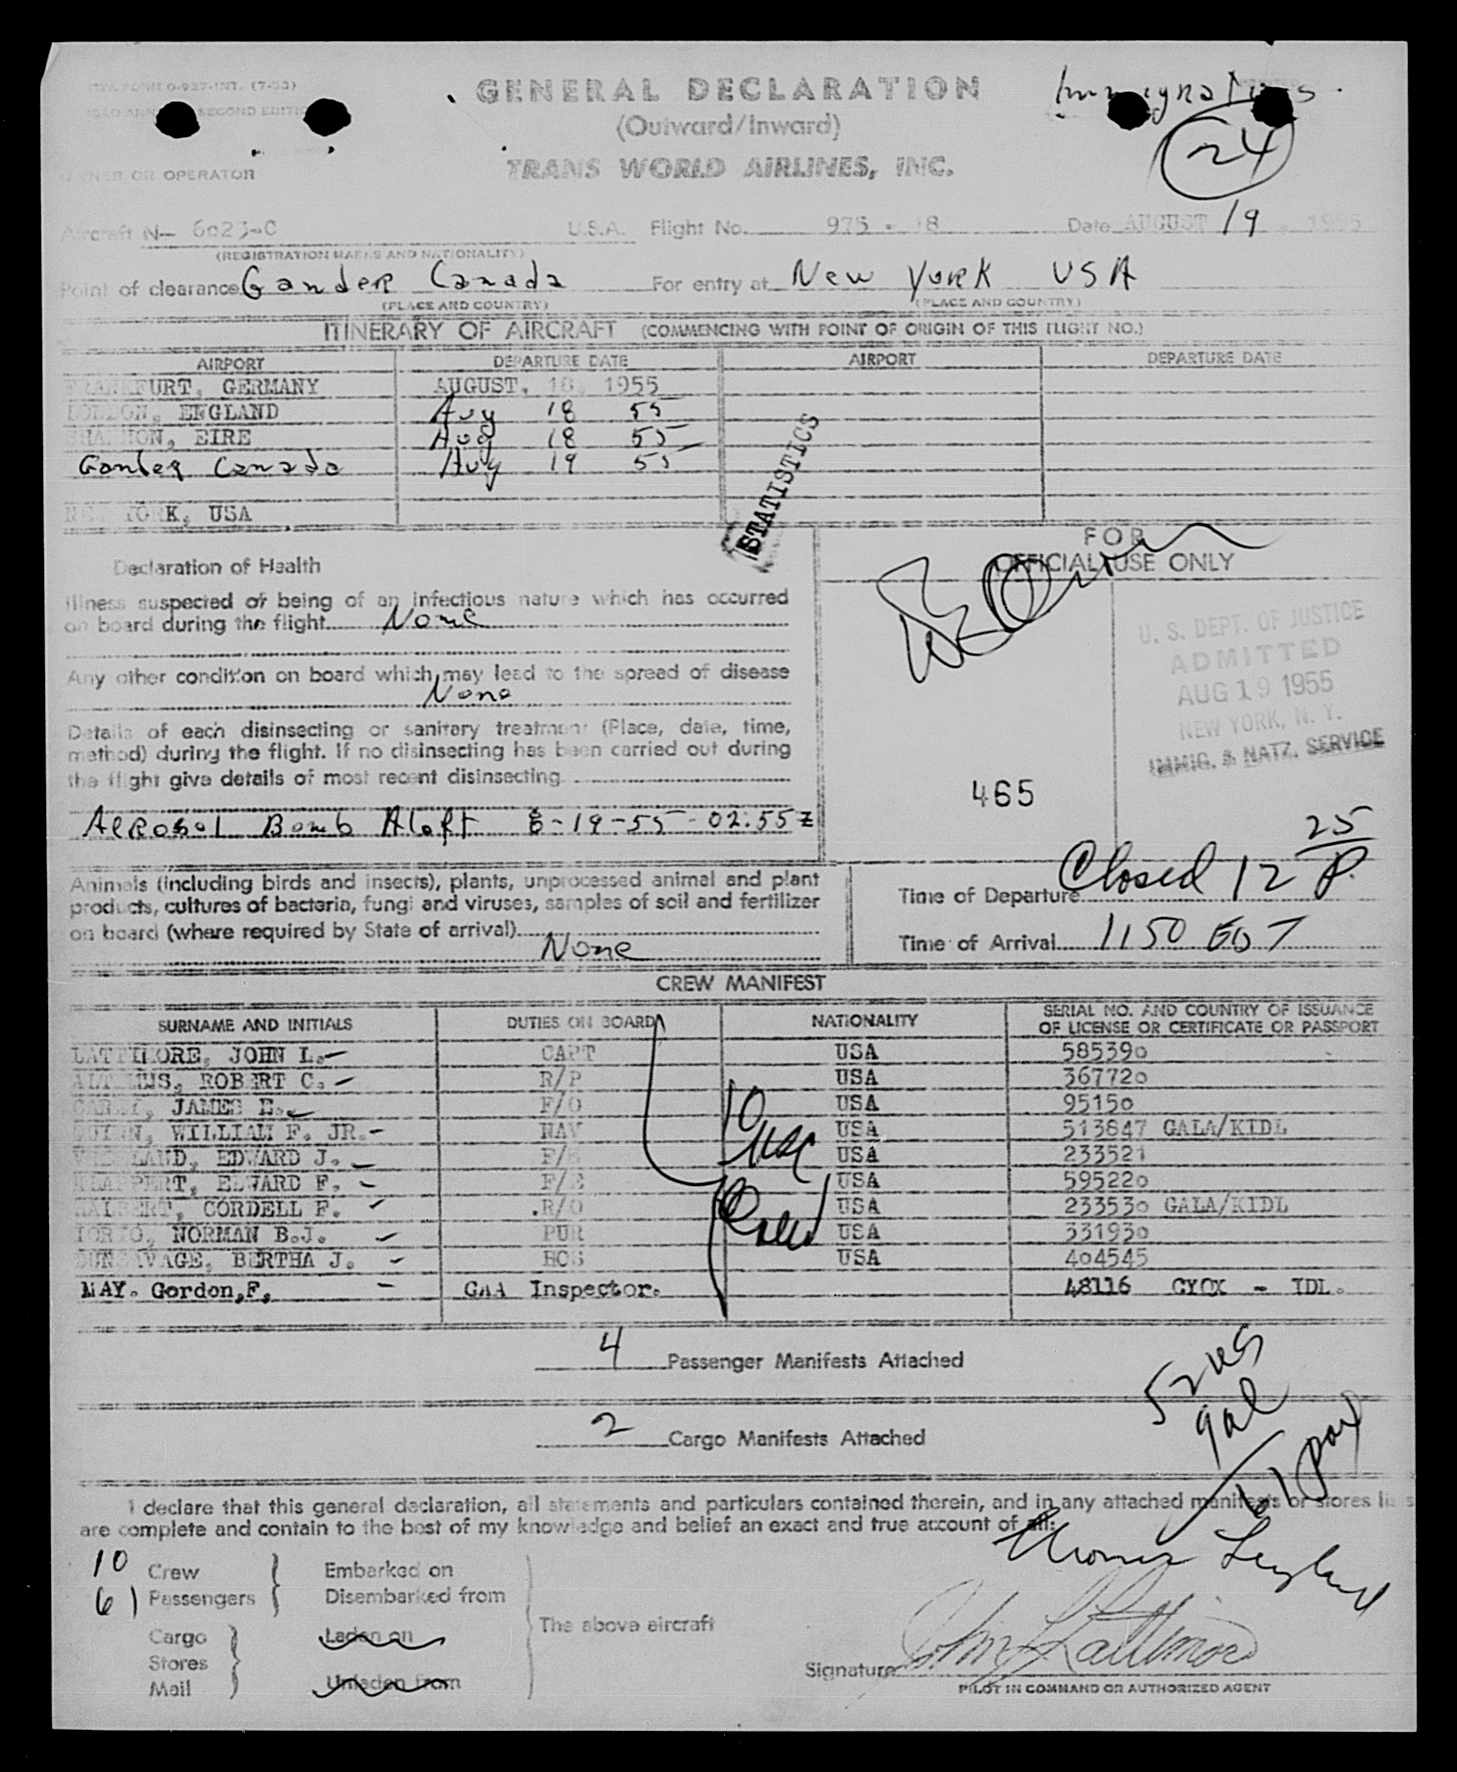 GENERAL DECLARATION
(Outward/Inward)
TRANS WORLD AIRLINES, INC.
24
OWNER OR OPERATOR
Aircraft N- 6023-C U.S.A. Flight No. 975 - 18 Date AUGUST 19, 1955
(REGISTRATION MARKS AND NATIONALITY)
Point of clearance Gander Canada For entry at New York USA
(PLACE AND COUNTRY) (PLACE AND COUNTRY)
ITINERARY OF AIRCRAFT (COMMENCING WITH POINT OF ORIGIN OF THIS FLIGHT NO.)
AIRPORT DEPARTURE DATE AIRPORT DEPARTURE DATE
FRANKFURT, GERMANY AUGUST, 18, 1955
LONDON, ENGLAND Aug 18 55
SHANNON, EIRE Aug 18 55
Gander Canada Aug 19 55
NEW YORK, USA
STATISTICS
FOR
OFFICIAL USE ONLY
Declaration of Health
Illness suspected of being of an infectious nature which has occurred
on board during the flight None
Any other condition on board which may lead to the spread of disease
None
Details of each disinsecting or sanitary treatment (Place, date, time,
method) during the flight. If no disinsecting has been carried out during
the flight give details of most recent disinsecting
Aerosol Bomb Aloft 8-19-55 02:55Z
U. S. DEPT. OF JUSTICE
ADMITTED
AUG 19 1955
NEW YORK, N. Y.
IMMIG. & NATZ. SERVICE
465
Animals (including birds and insects), plants, unprocessed animal and plant
products, cultures of bacteria, fungi and viruses, samples of soil and fertilizer
on board (where required by State of arrival)
None
Time of Departure Closed 12 25 P.
Time of Arrival 1150 EDT
CREW MANIFEST
SURNAME AND INITIALS DUTIES ON BOARD NATIONALITY SERIAL NO. AND COUNTRY OF ISSUANCE
OF LICENSE OR CERTIFICATE OR PASSPORT
LATTIMORE, JOHN L. CAPT USA 585390
ROBERT C. R/P USA 367720
JAMES E. F/O USA 95150
QUINN, WILLIAM F. JR. NAV USA 513847 GALA/KIDL
EDWARD J. USA 233521
KLAPPERT, EDWARD F. F/E USA 595220
CORDELL F. R/O USA 233530 GALA/KIDL
IORIO, NORMAN B.J. PUR USA 331930
BERTHA J. HOS USA 404545
MAY. Gordon,F, CAA Inspector. 48116 CYQX - IDL.
10
USC
Crew
4 Passenger Manifests Attached
2 Cargo Manifests Attached
I declare that this general declaration, all statements and particulars contained therein, and in any attached manifests or stores lists
are complete and contain to the best of my knowledge and belief an exact and true account of all:
10 Crew Embarked on
61 Passengers Disembarked from
Cargo Laden on The above aircraft
Stores
Mail Unladen from
Signature John L Lattimore
PILOT IN COMMAND OR AUTHORIZED AGENT